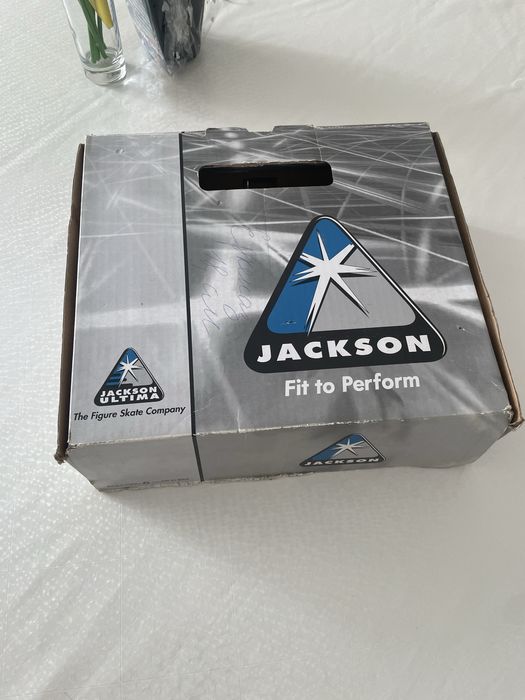 JACKSON
Fit to Perform
JACKSON
ULTIMA
The Figure Skate Company
JACKSON